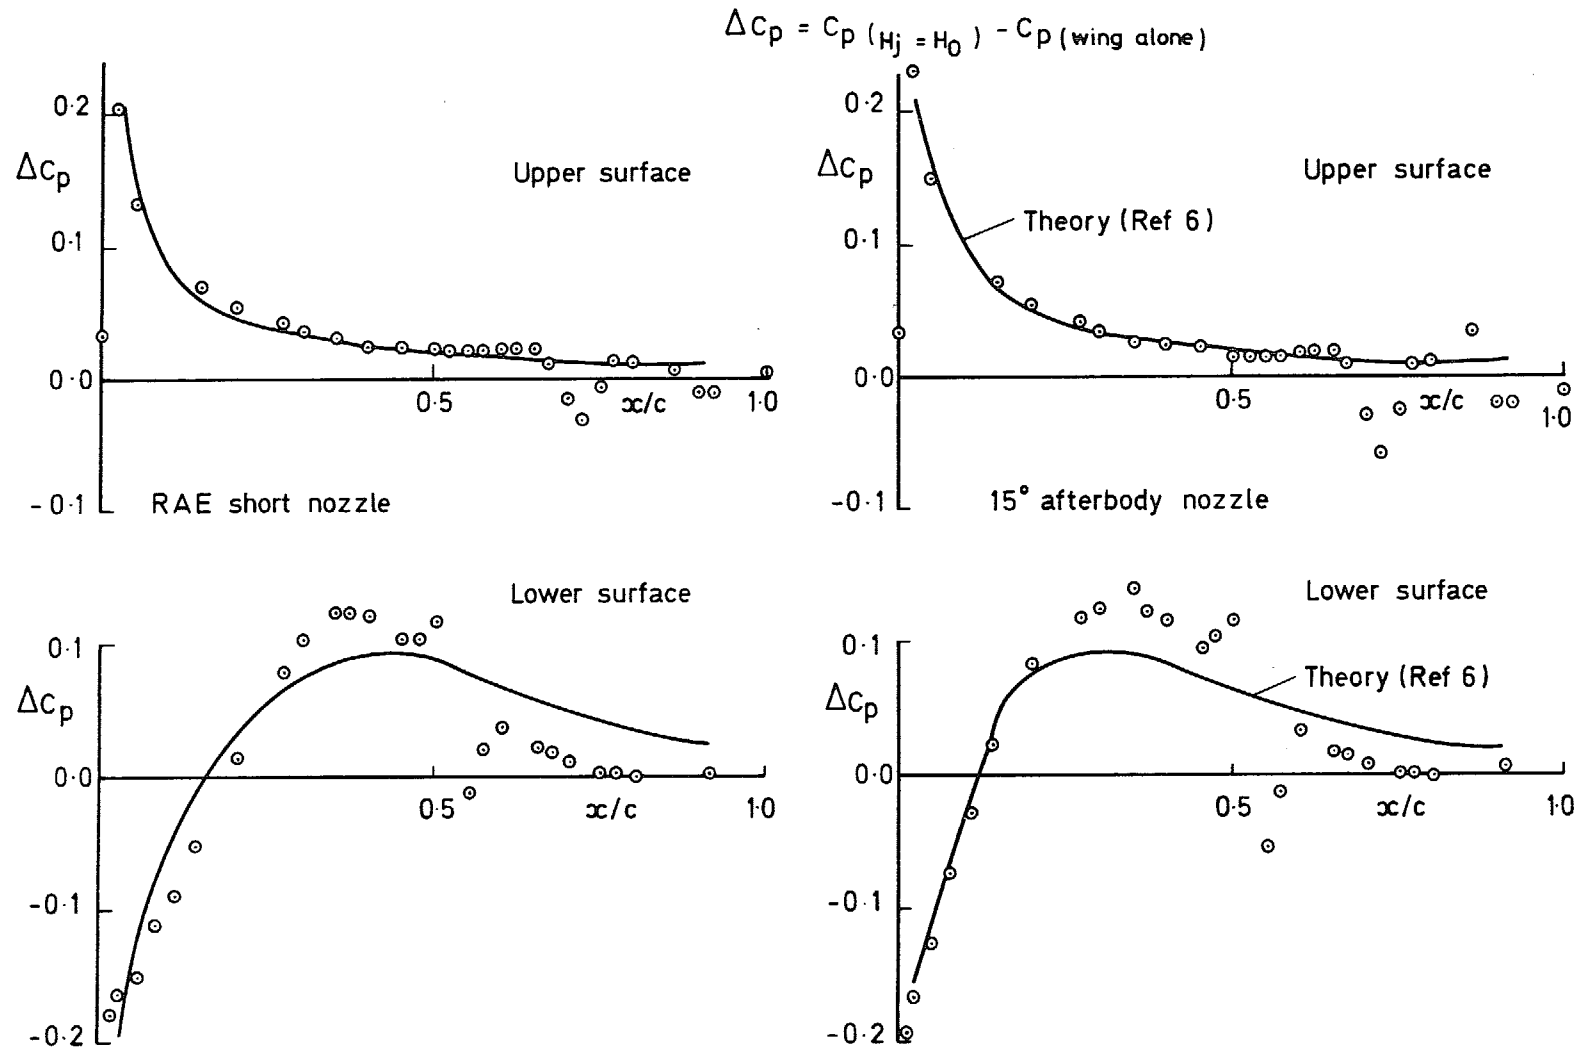 ΔCp = Cp (Hj = H0) - Cp (wing alone)
0·2
ΔCp
0·1
0·0
-0·1
Upper surface
0·5
x/c
1·0
RAE short nozzle
0·2
ΔCp
0·1
0·0
-0·1
Upper surface
Theory (Ref 6)
0·5
x/c
1·0
15° afterbody nozzle
Lower surface
0·1
ΔCp
0·0
-0·1
-0·2
0·5
x/c
1·0
Lower surface
0·1
ΔCp
0·0
-0·1
-0·2
Theory (Ref 6)
0·5
x/c
1·0